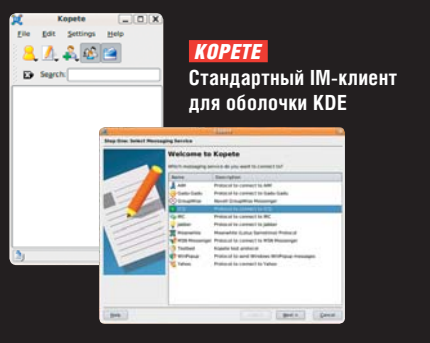 Kopete
File Edit Settings Help
Search:
KOPETE
Стандартный IM-клиент
для оболочки KDE
Kopete
Step One: Select Messaging Service
Welcome to Kopete
Which messaging service do you want to connect to?
Name Description
AIM Protocol to connect to AIM
Gadu-Gadu Protocol to connect to Gadu-Gadu
GroupWise Novell GroupWise Messenger
ICQ Protocol to connect to ICQ
IRC Protocol to connect to IRC
Jabber Protocol to connect to Jabber
Meanwhile Meanwhile (Lotus Sametime) Protocol
MSN Messenger Protocol to connect to MSN Messenger
Testbed Kopete test protocol
WinPopup Protocol to send Windows WinPopup messages
Yahoo Protocol to connect to Yahoo
Help Next > Cancel